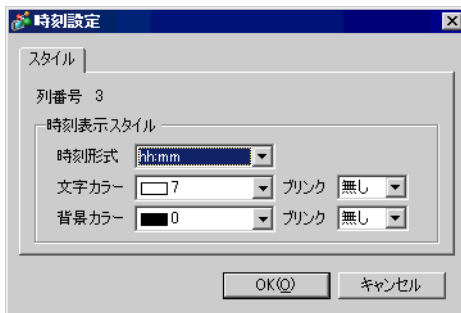 時刻設定
スタイル
列番号 3
時刻表示スタイル
時刻形式 hh:mm
文字カラー 7 ブリンク 無し
背景カラー 0 ブリンク 無し
OK(O) キャンセル